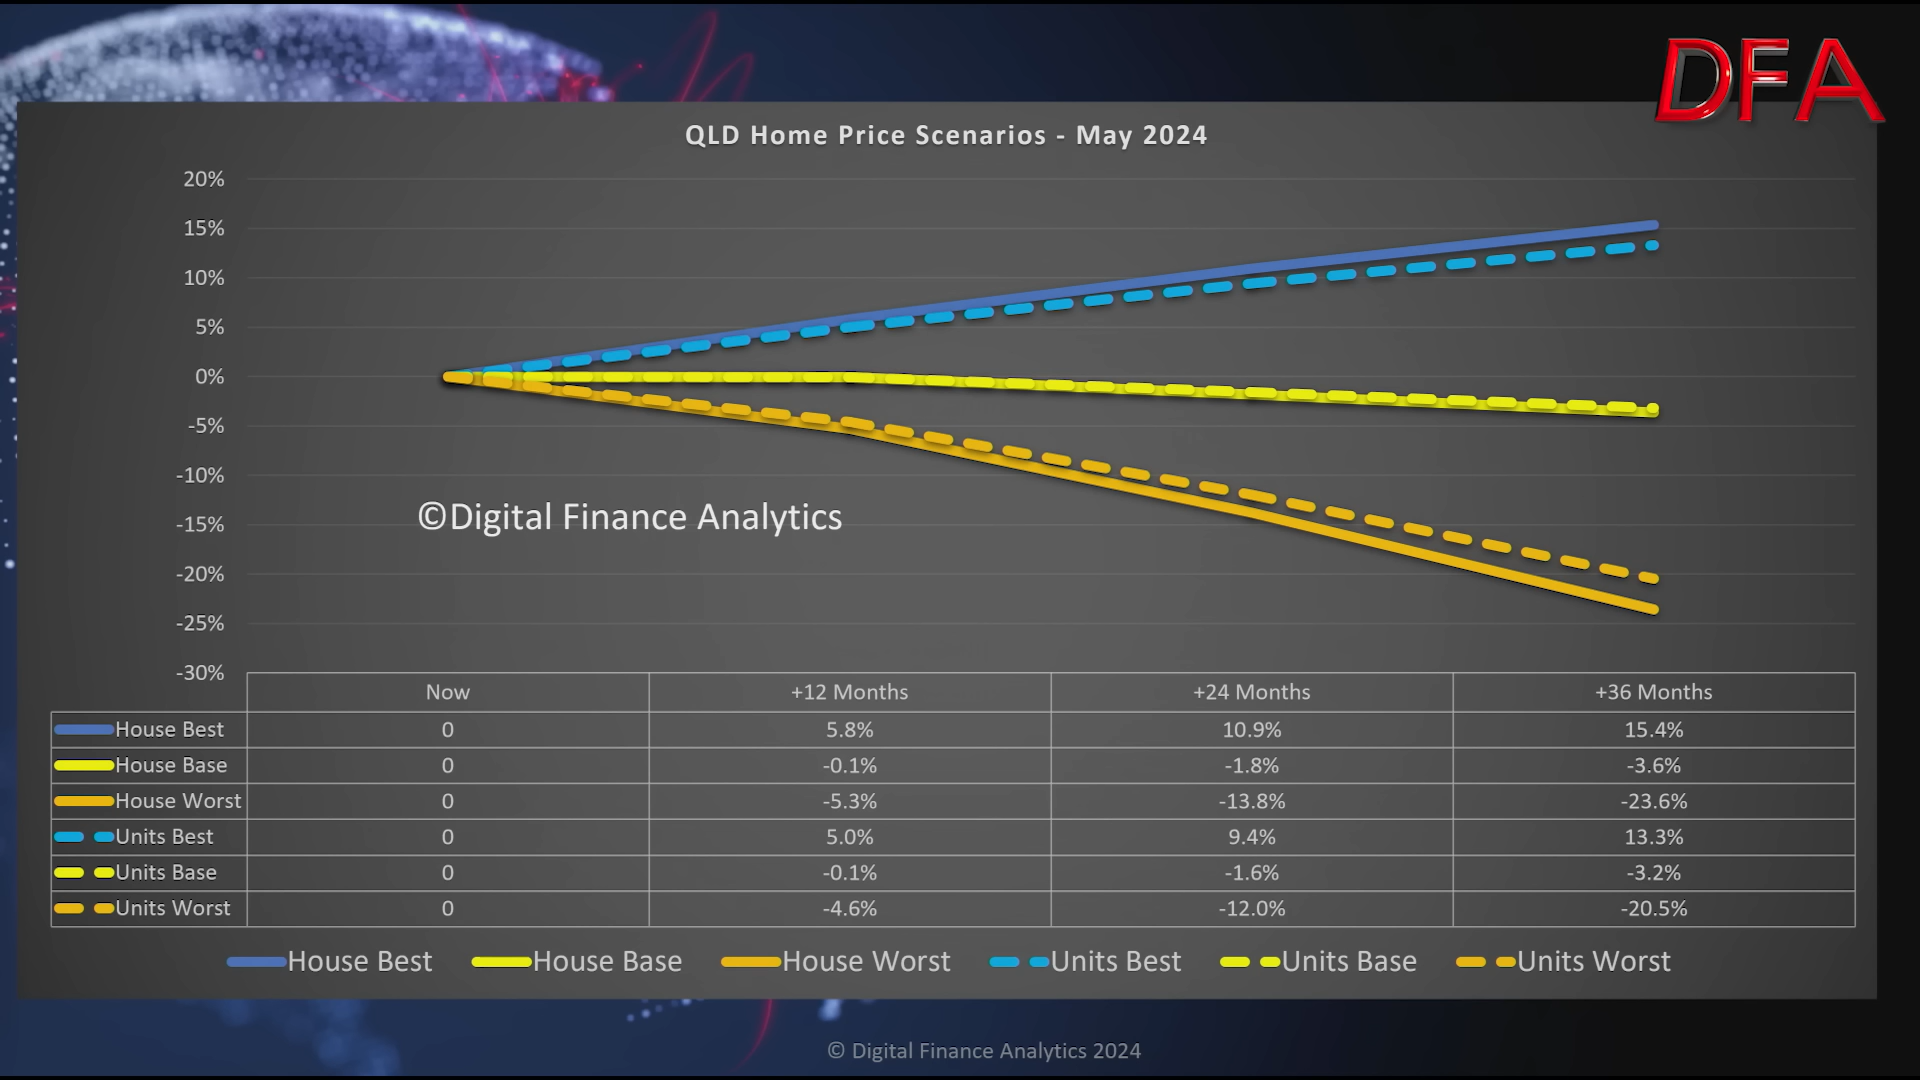 DFA
QLD Home Price Scenarios - May 2024
20%
15%
10%
5%
0%
-5%
-10%
-15%
-20%
-25%
-30%
©Digital Finance Analytics
Now +12 Months +24 Months +36 Months
House Best 0 5.8% 10.9% 15.4%
House Base 0 -0.1% -1.8% -3.6%
House Worst 0 -5.3% -13.8% -23.6%
Units Best 0 5.0% 9.4% 13.3%
Units Base 0 -0.1% -1.6% -3.2%
Units Worst 0 -4.6% -12.0% -20.5%
House Best House Base House Worst Units Best Units Base Units Worst
© Digital Finance Analytics 2024